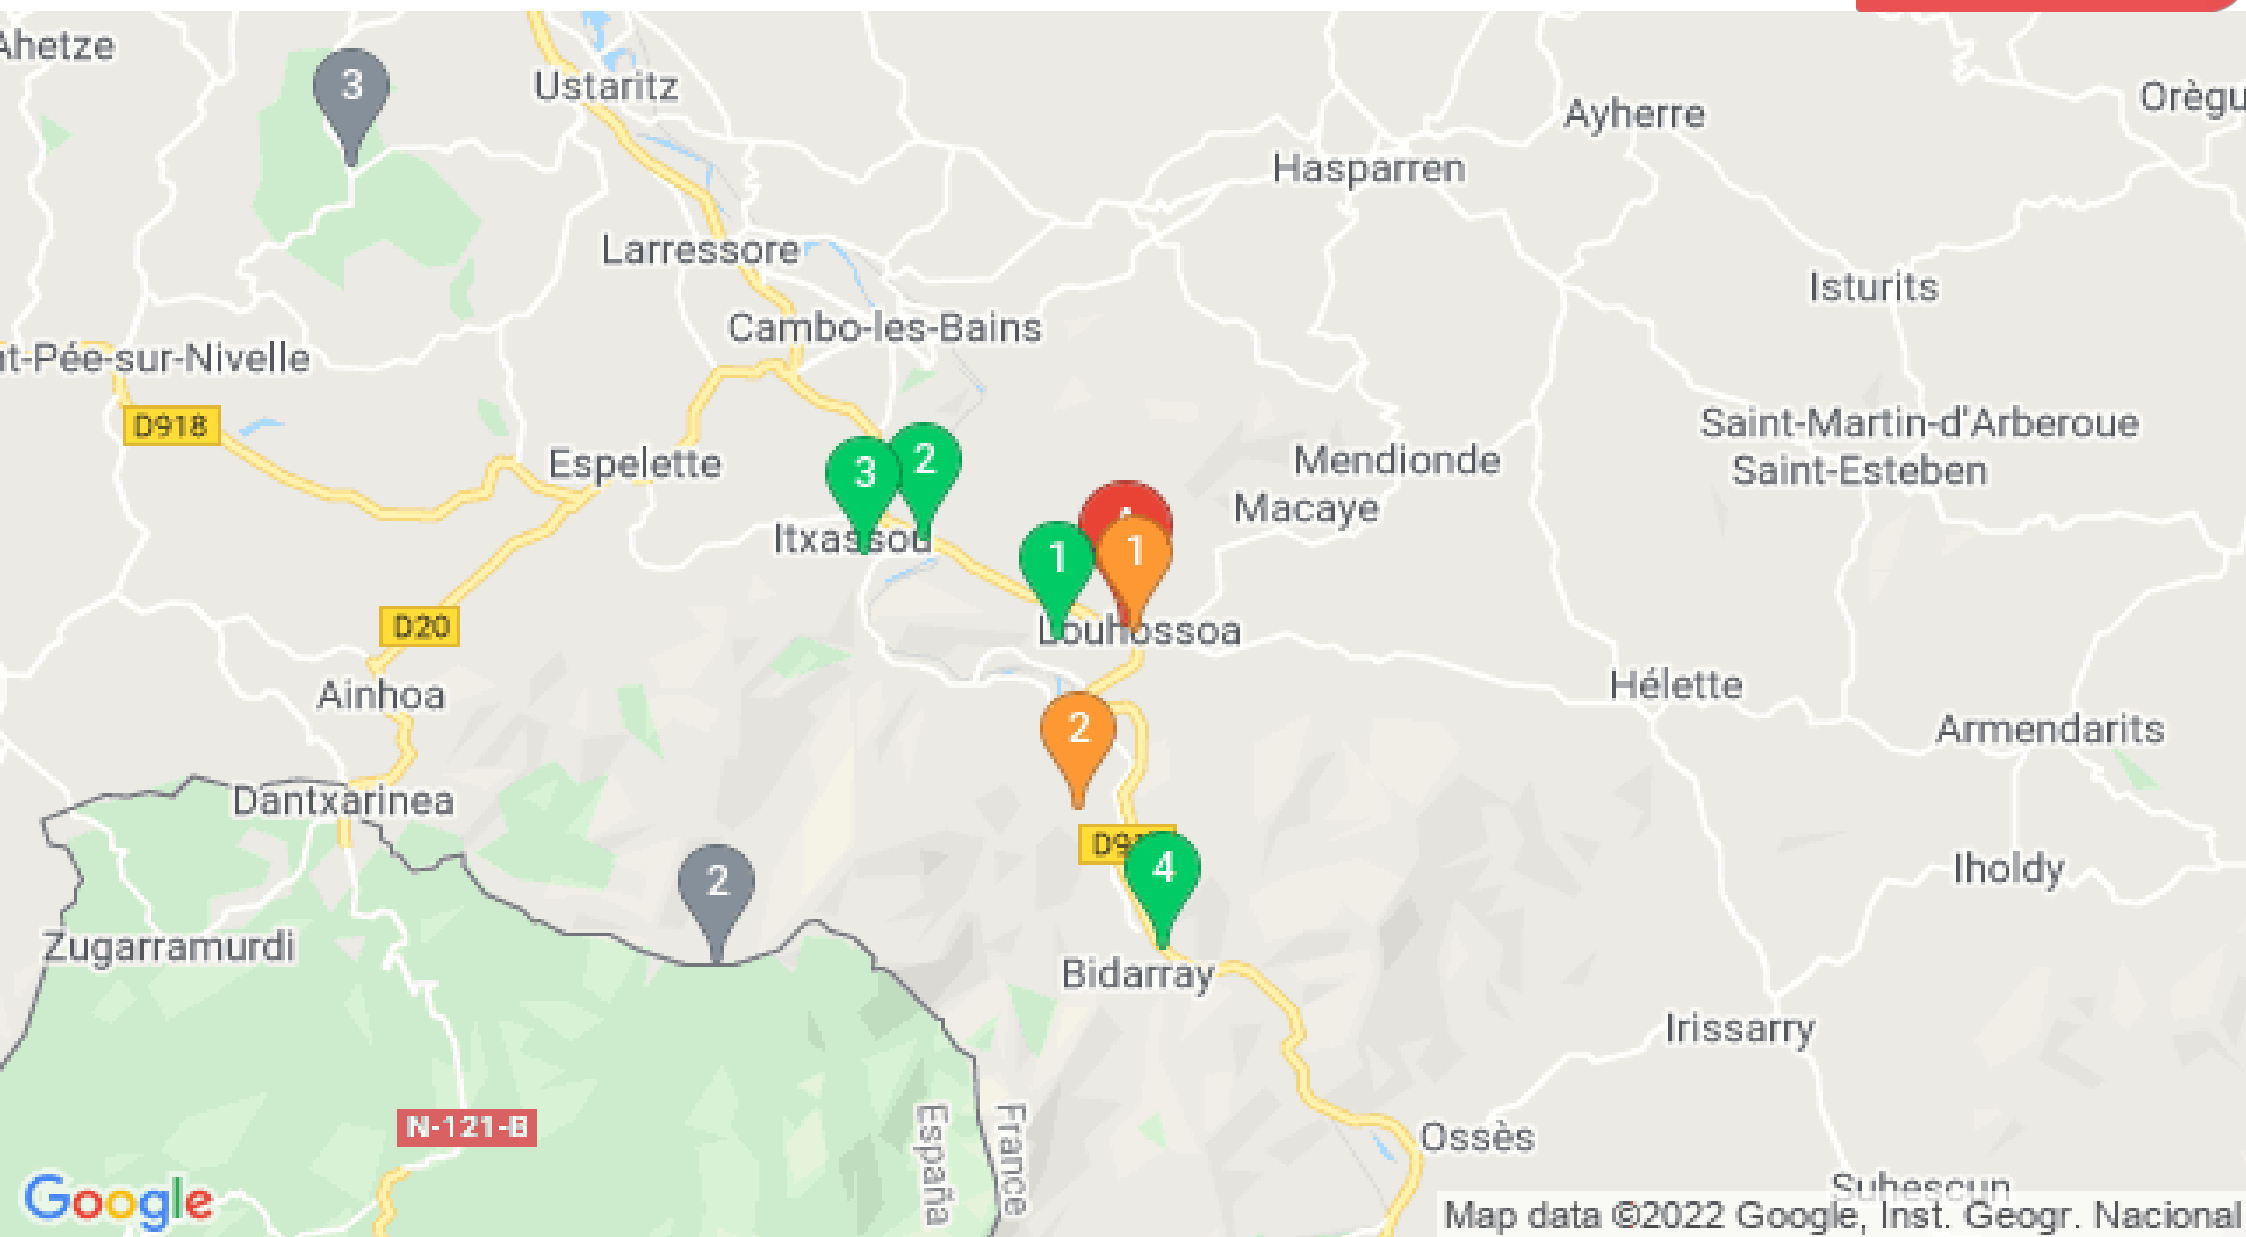 Ahetze
3
Ustaritz
Ayherre
Orègu
Hasparren
Larressore
Isturits
Cambo-les-Bains
t-Pée-sur-Nivelle
D918
Saint-Martin-d'Arberoue
Espelette
3
2
Mendionde
Saint-Esteben
Macaye
Itxassou
1
1
D20
Louhossoa
Ainhoa
Hélette
2
Armendarits
Dantxarinea
D9
4
Iholdy
2
Zugarramurdi
Bidarray
Irissarry
N-121-B
España
France
Ossès
Suhescun
Google
Map data ©2022 Google, Inst. Geogr. Nacional